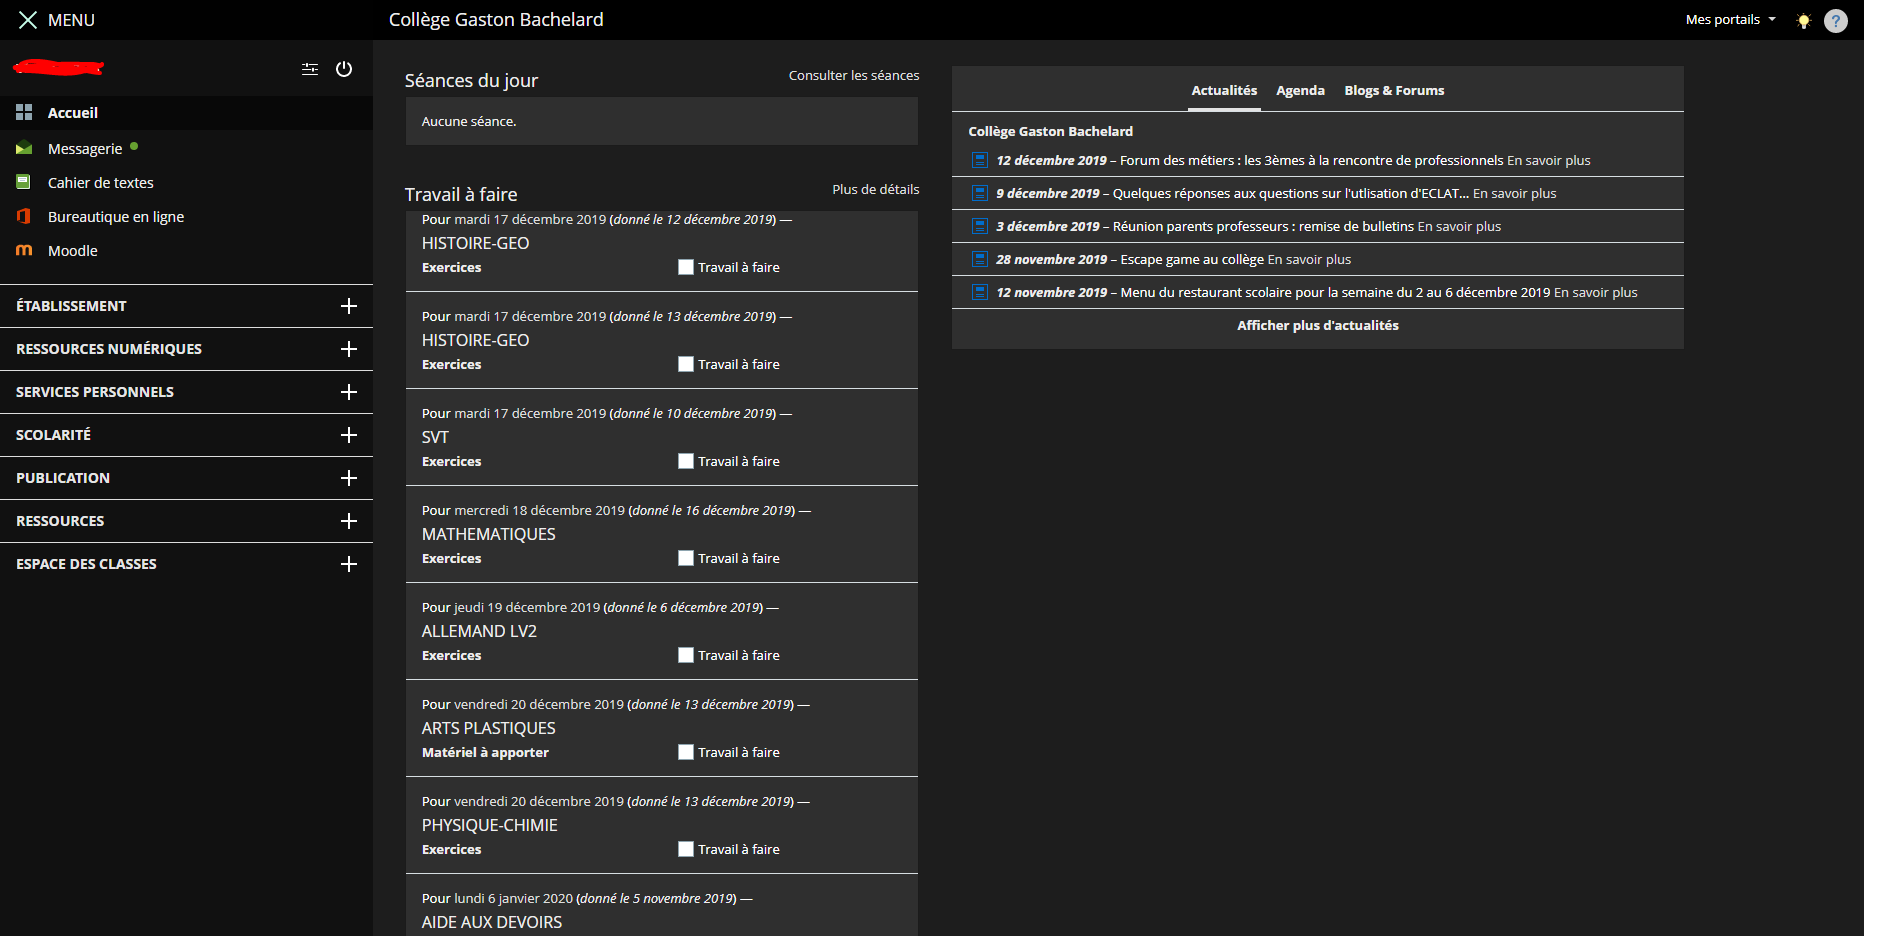 MENU
Collège Gaston Bachelard
Mes portails
?
Accueil
Messagerie
Cahier de textes
Bureautique en ligne
Moodle
ÉTABLISSEMENT
RESSOURCES NUMÉRIQUES
SERVICES PERSONNELS
SCOLARITÉ
PUBLICATION
RESSOURCES
ESPACE DES CLASSES
Séances du jour
Consulter les séances
Aucune séance.
Travail à faire
Plus de détails
Pour mardi 17 décembre 2019 (donné le 12 décembre 2019) —
HISTOIRE-GEO
Exercices Travail à faire
Pour mardi 17 décembre 2019 (donné le 13 décembre 2019) —
HISTOIRE-GEO
Exercices Travail à faire
Pour mardi 17 décembre 2019 (donné le 10 décembre 2019) —
SVT
Exercices Travail à faire
Pour mercredi 18 décembre 2019 (donné le 16 décembre 2019) —
MATHEMATIQUES
Exercices Travail à faire
Pour jeudi 19 décembre 2019 (donné le 6 décembre 2019) —
ALLEMAND LV2
Exercices Travail à faire
Pour vendredi 20 décembre 2019 (donné le 13 décembre 2019) —
ARTS PLASTIQUES
Matériel à apporter Travail à faire
Pour vendredi 20 décembre 2019 (donné le 13 décembre 2019) —
PHYSIQUE-CHIMIE
Exercices Travail à faire
Pour lundi 6 janvier 2020 (donné le 5 novembre 2019) —
AIDE AUX DEVOIRS
Actualités Agenda Blogs & Forums
Collège Gaston Bachelard
12 décembre 2019 – Forum des métiers : les 3èmes à la rencontre de professionnels En savoir plus
9 décembre 2019 – Quelques réponses aux questions sur l'utlisation d'ECLAT... En savoir plus
3 décembre 2019 – Réunion parents professeurs : remise de bulletins En savoir plus
28 novembre 2019 – Escape game au collège En savoir plus
12 novembre 2019 – Menu du restaurant scolaire pour la semaine du 2 au 6 décembre 2019 En savoir plus
Afficher plus d'actualités